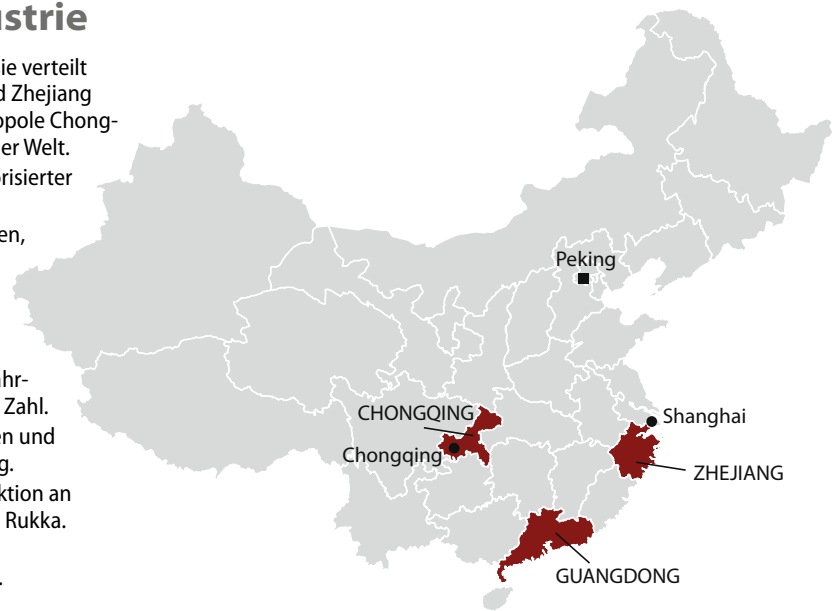 ustrie
ie verteilt
d Zhejiang
opole Chong-
er Welt.
risierter
en,
hr-
Zahl.
en und
g.
ktion an
Rukka.
.
Peking
CHONGQING
Shanghai
Chongqing
ZHEJIANG
GUANGDONG